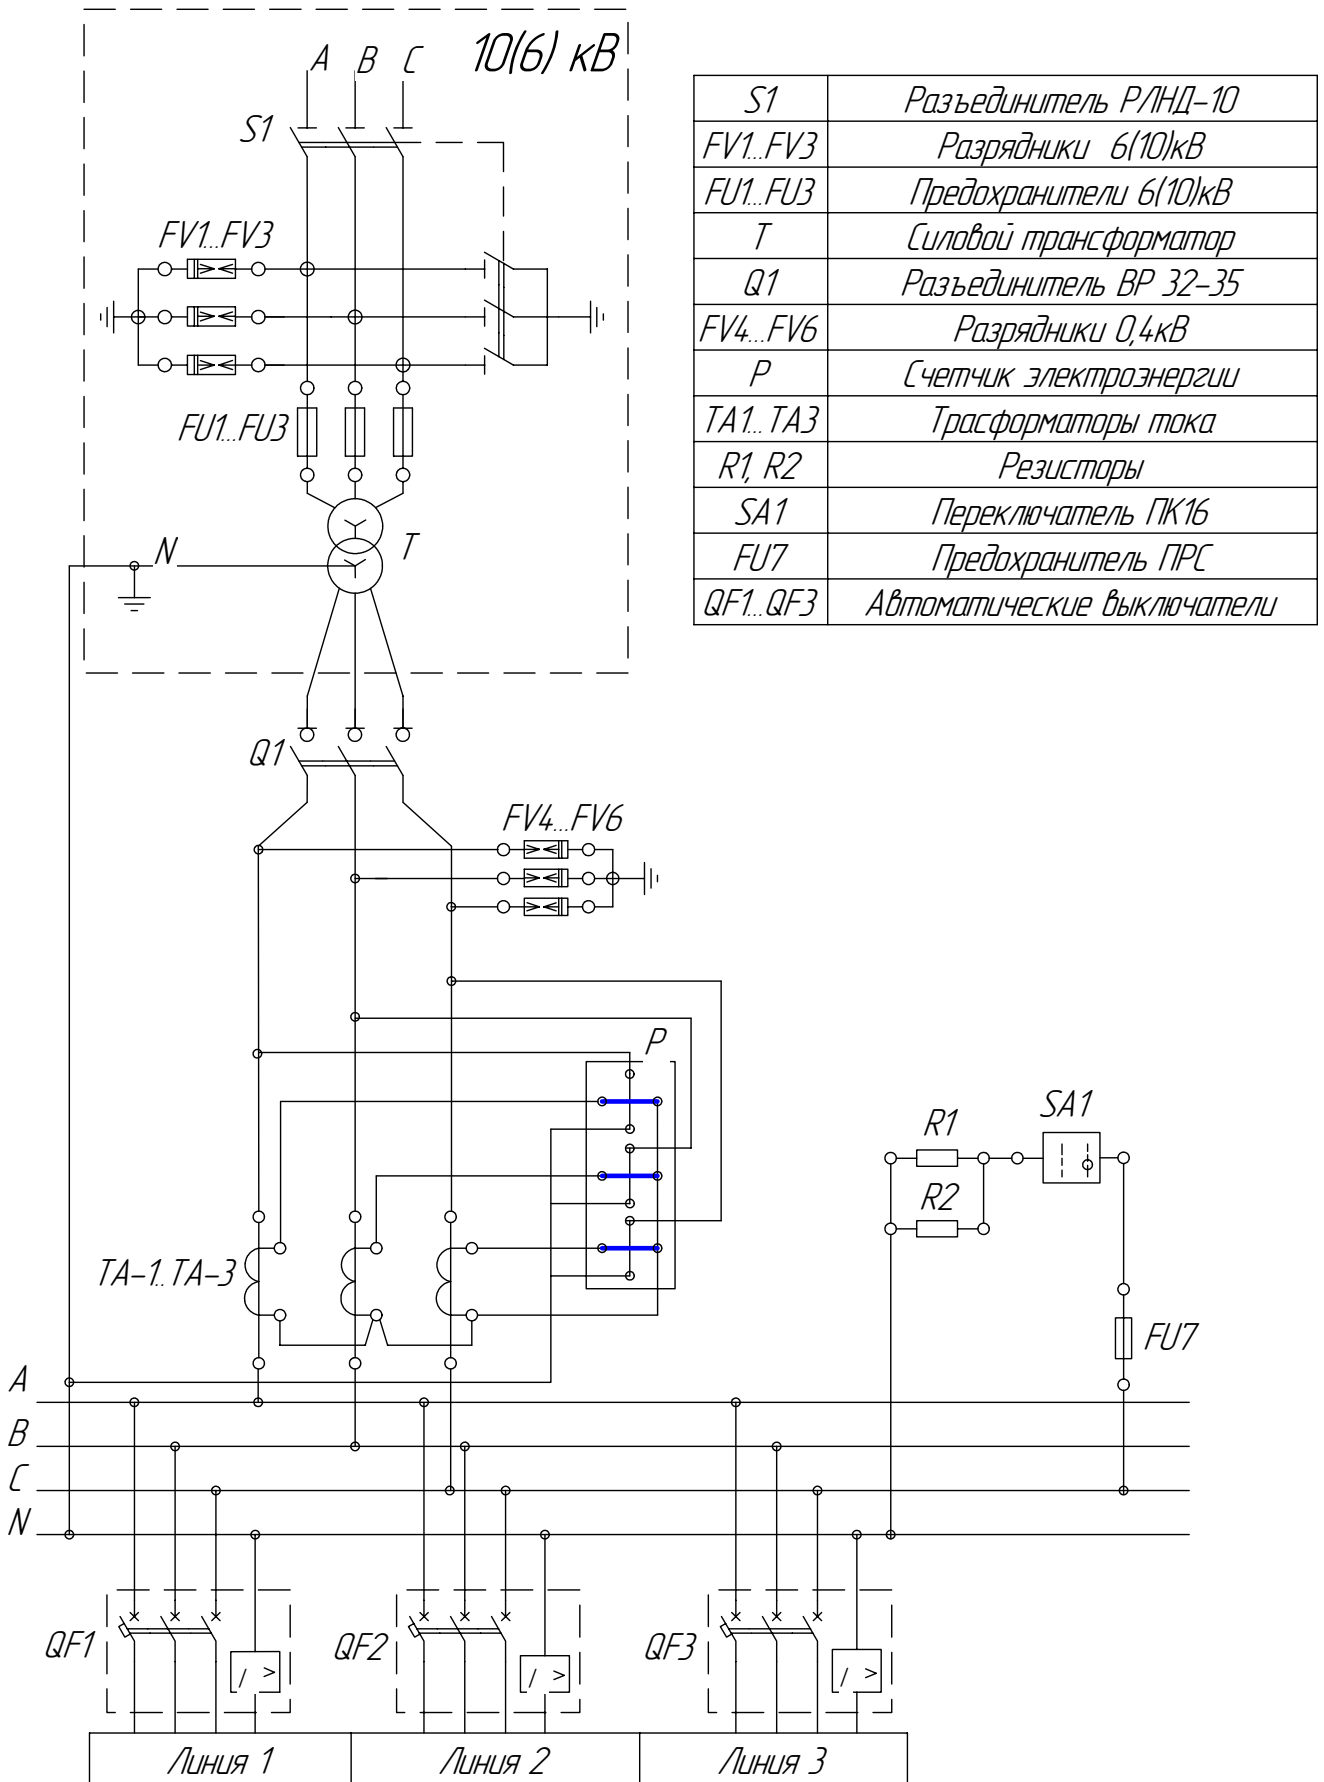 10(6) кВ
A B C
S1
FV1...FV3
FU1...FU3
N
T
S1 Разъединитель РЛНД-10
FV1...FV3 Разрядники 6(10)кВ
FU1...FU3 Предохранители 6(10)кВ
T Силовой трансформатор
Q1 Разъединитель ВР 32-35
FV4...FV6 Разрядники 0,4кВ
P Счетчик электроэнергии
TA1...TA3 Трасформаторы тока
R1, R2 Резисторы
SA1 Переключатель ПК16
FU7 Предохранитель ПРС
QF1...QF3 Автоматические выключатели
Q1
FV4...FV6
P
R1
SA1
R2
TA-1...TA-3
FU7
A
B
C
N
QF1
QF2
QF3
I >
I >
I >
Линия 1
Линия 2
Линия 3